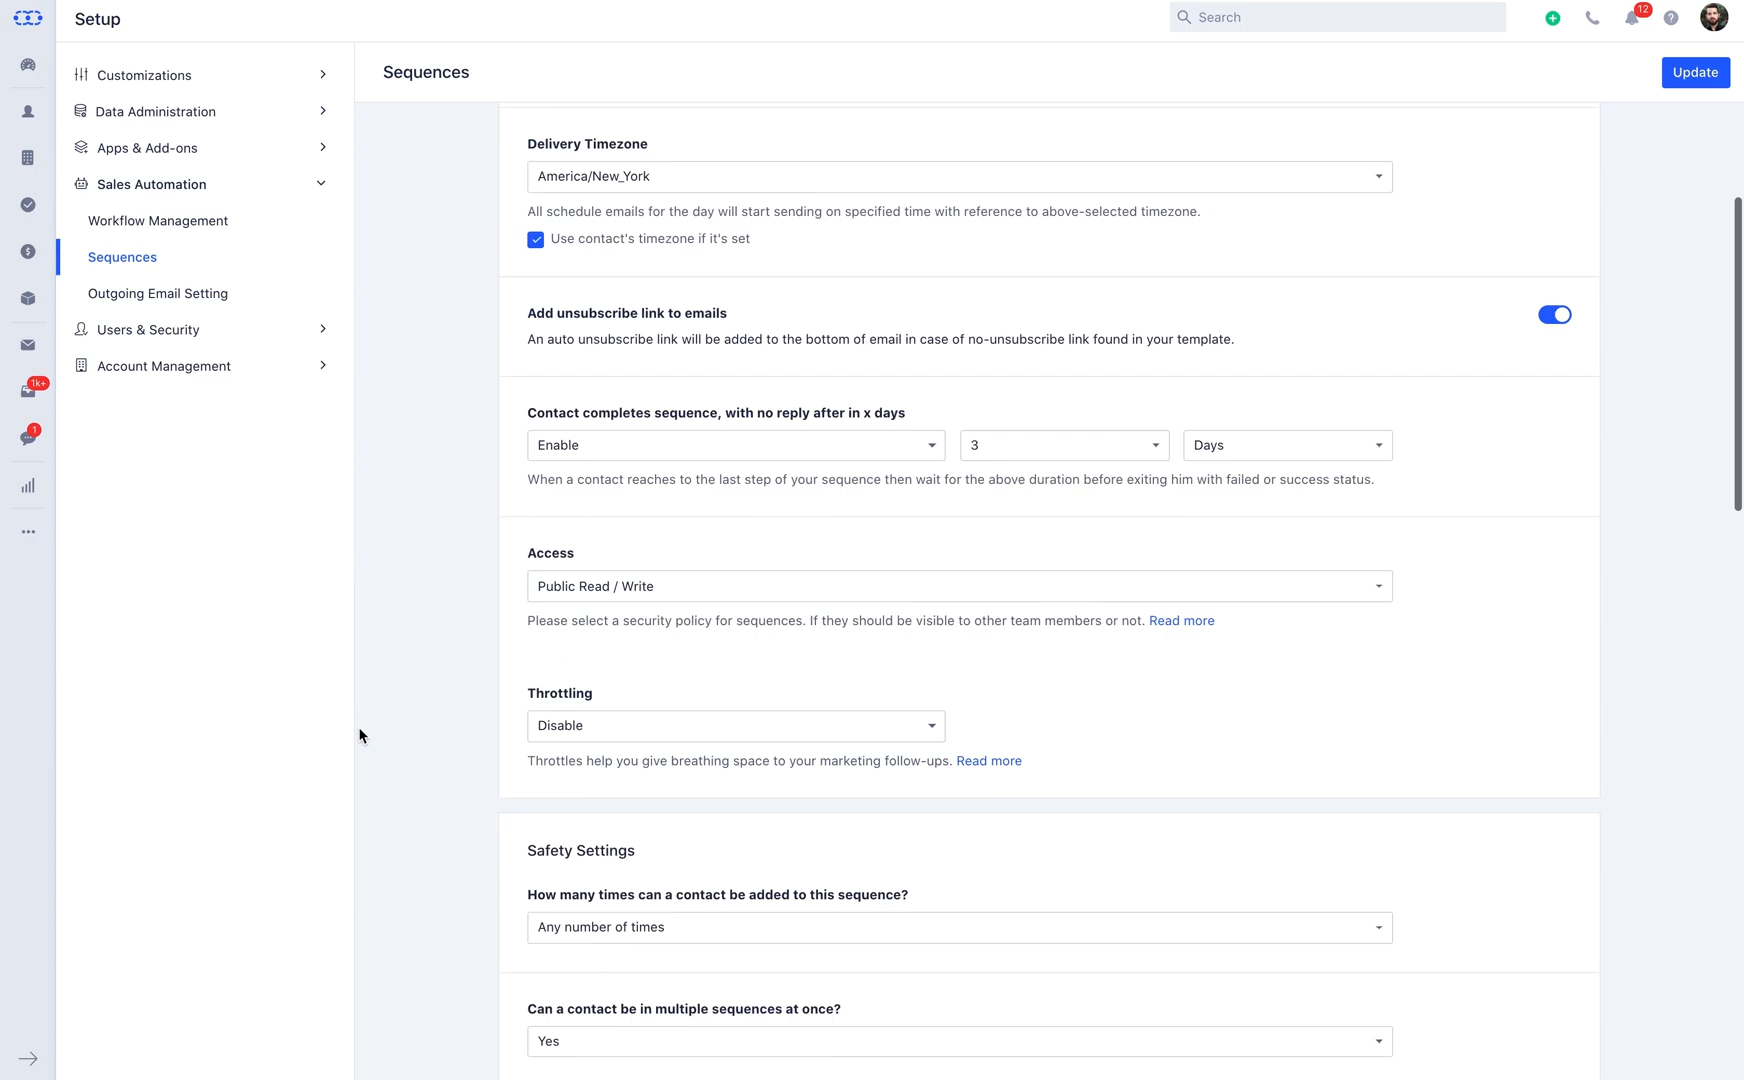 Setup
Search
12
Customizations
Data Administration
Apps & Add-ons
Sales Automation
Workflow Management
Sequences
Outgoing Email Setting
Users & Security
Account Management
1k+
1
Sequences
Update
Delivery Timezone
America/New_York
All schedule emails for the day will start sending on specified time with reference to above-selected timezone.
Use contact's timezone if it's set
Add unsubscribe link to emails
An auto unsubscribe link will be added to the bottom of email in case of no-unsubscribe link found in your template.
Contact completes sequence, with no reply after in x days
Enable 3 Days
When a contact reaches to the last step of your sequence then wait for the above duration before exiting him with failed or success status.
Access
Public Read / Write
Please select a security policy for sequences. If they should be visible to other team members or not. Read more
Throttling
Disable
Throttles help you give breathing space to your marketing follow-ups. Read more
Safety Settings
How many times can a contact be added to this sequence?
Any number of times
Can a contact be in multiple sequences at once?
Yes